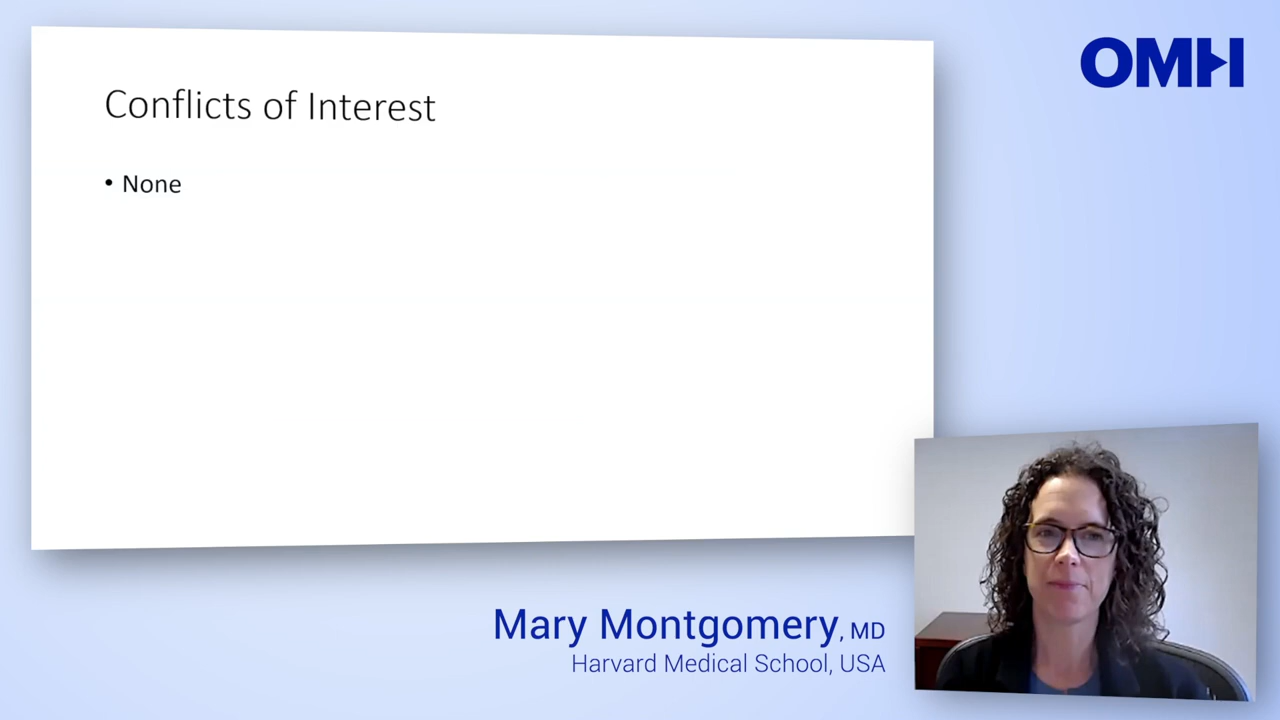 OMH
Conflicts of Interest
• None
Mary Montgomery, MD
Harvard Medical School, USA